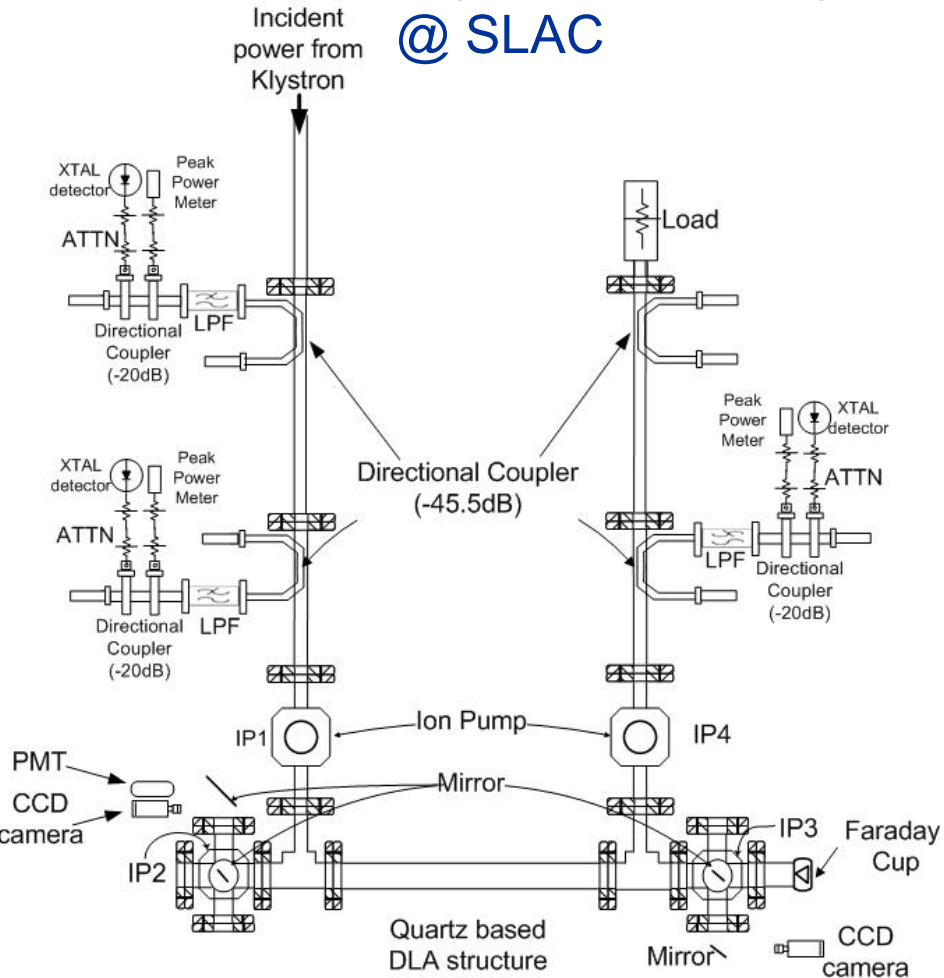 Incident
power from
Klystron
@ SLAC
XTAL
detector
Peak
Power
Meter
ATTN
LPF
Directional
Coupler
(-20dB)
Load
Peak
Power
Meter
XTAL
detector
ATTN
LPF
Directional
Coupler
(-20dB)
Directional Coupler
(-45.5dB)
XTAL
detector
Peak
Power
Meter
ATTN
LPF
Directional
Coupler
(-20dB)
IP1
Ion Pump
IP4
PMT
CCD
camera
Mirror
IP2
IP3
Faraday
Cup
Quartz based
DLA structure
Mirror
CCD
camera